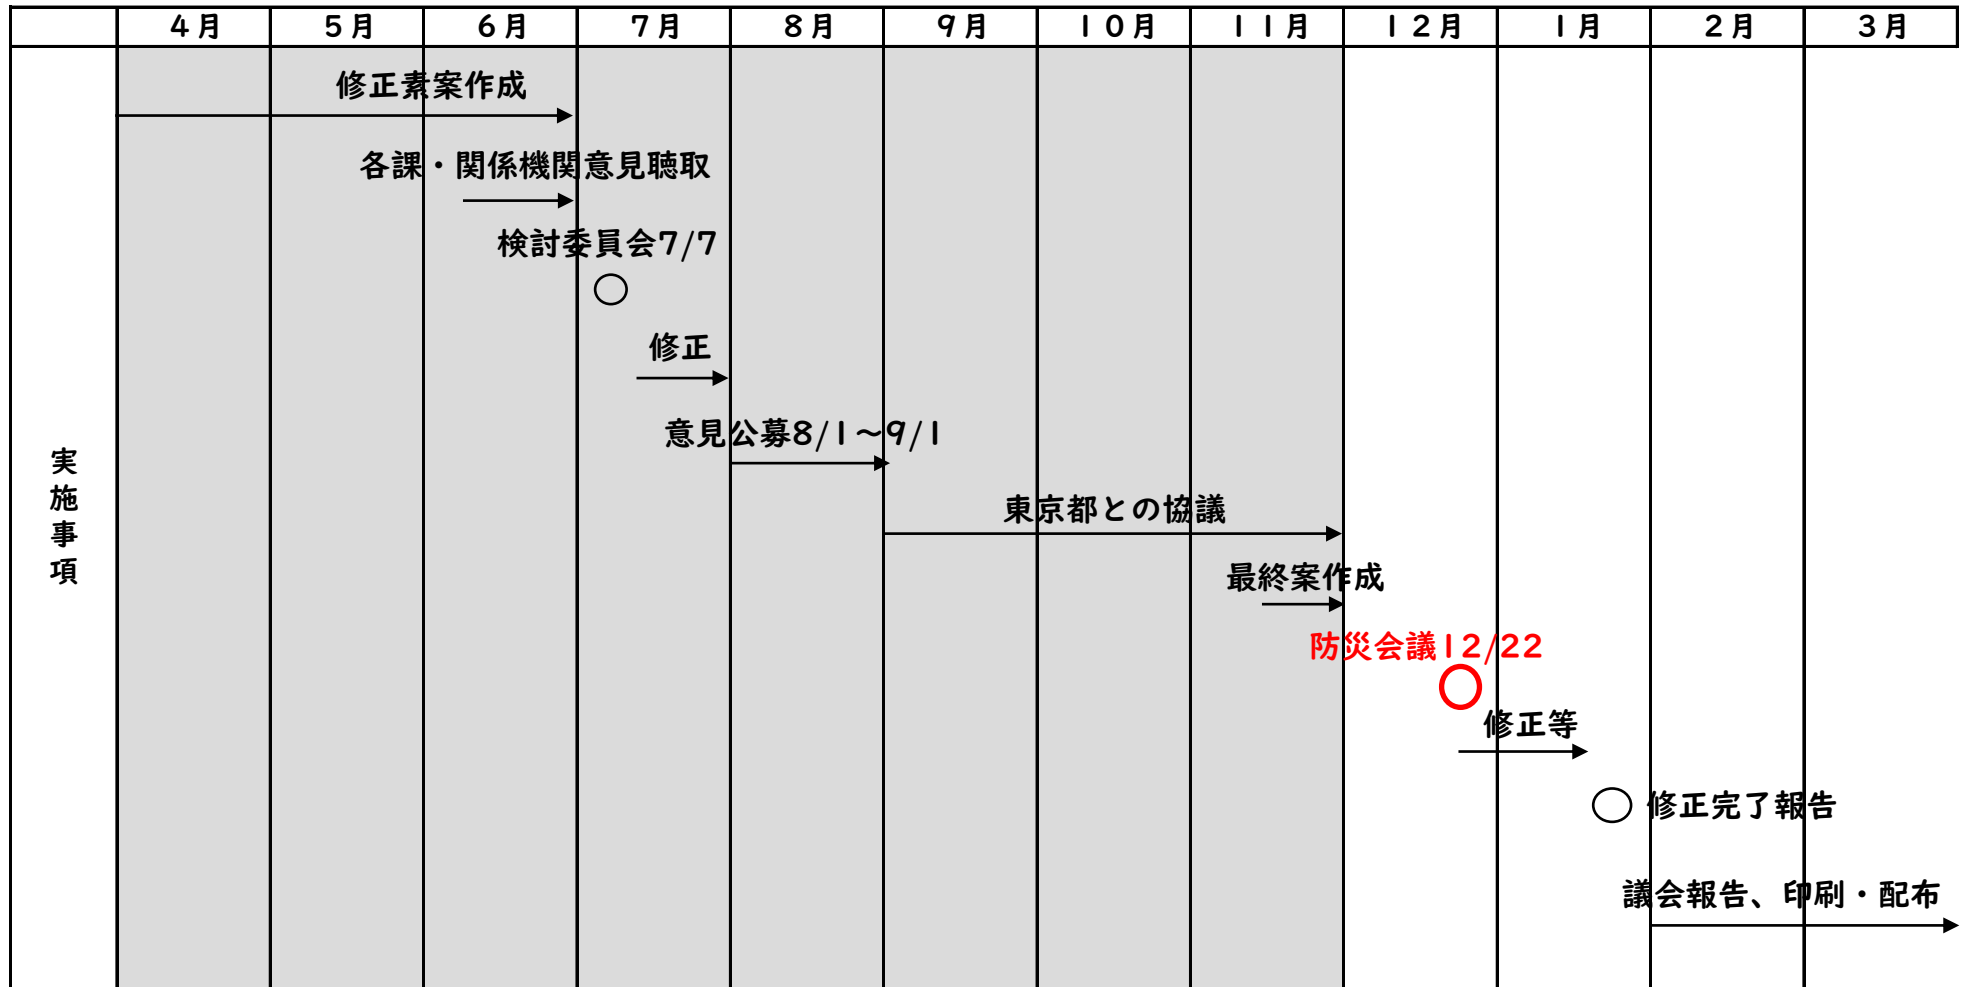 4月 5月 6月 7月 8月 9月 10月 11月 12月 1月 2月 3月
実施事項
修正素案作成
各課・関係機関意見聴取
検討委員会7/7
修正
意見公募8/1～9/1
東京都との協議
最終案作成
防災会議12/22
修正等
修正完了報告
議会報告、印刷・配布